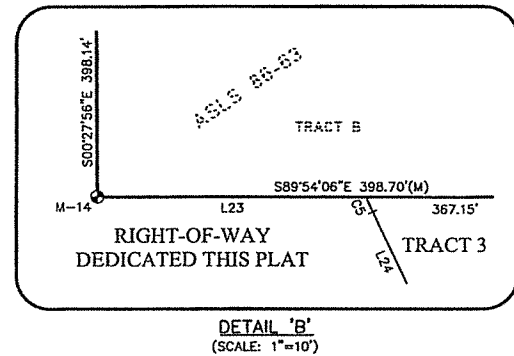 S00°27'56"E 398.14'
ASLS 86-63
TRACT B
S89°54'06"E 398.70'(M)
M-14
L23
C5
367.15'
RIGHT-OF-WAY
DEDICATED THIS PLAT
L24
TRACT 3
DETAIL 'B'
(SCALE: 1"=10')